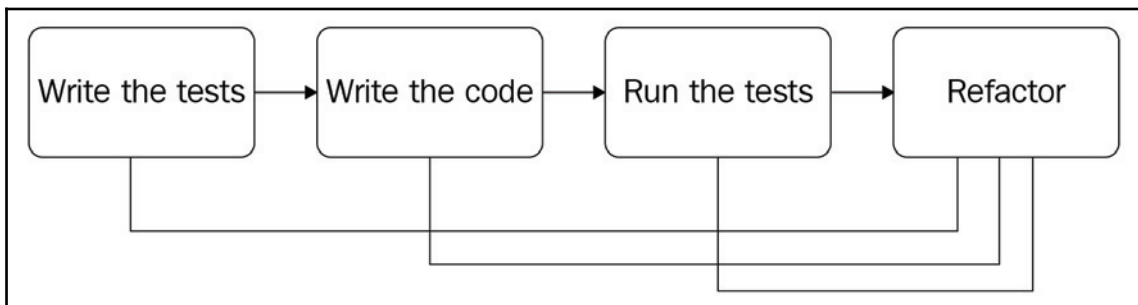 Write the tests
Write the code
Run the tests
Refactor